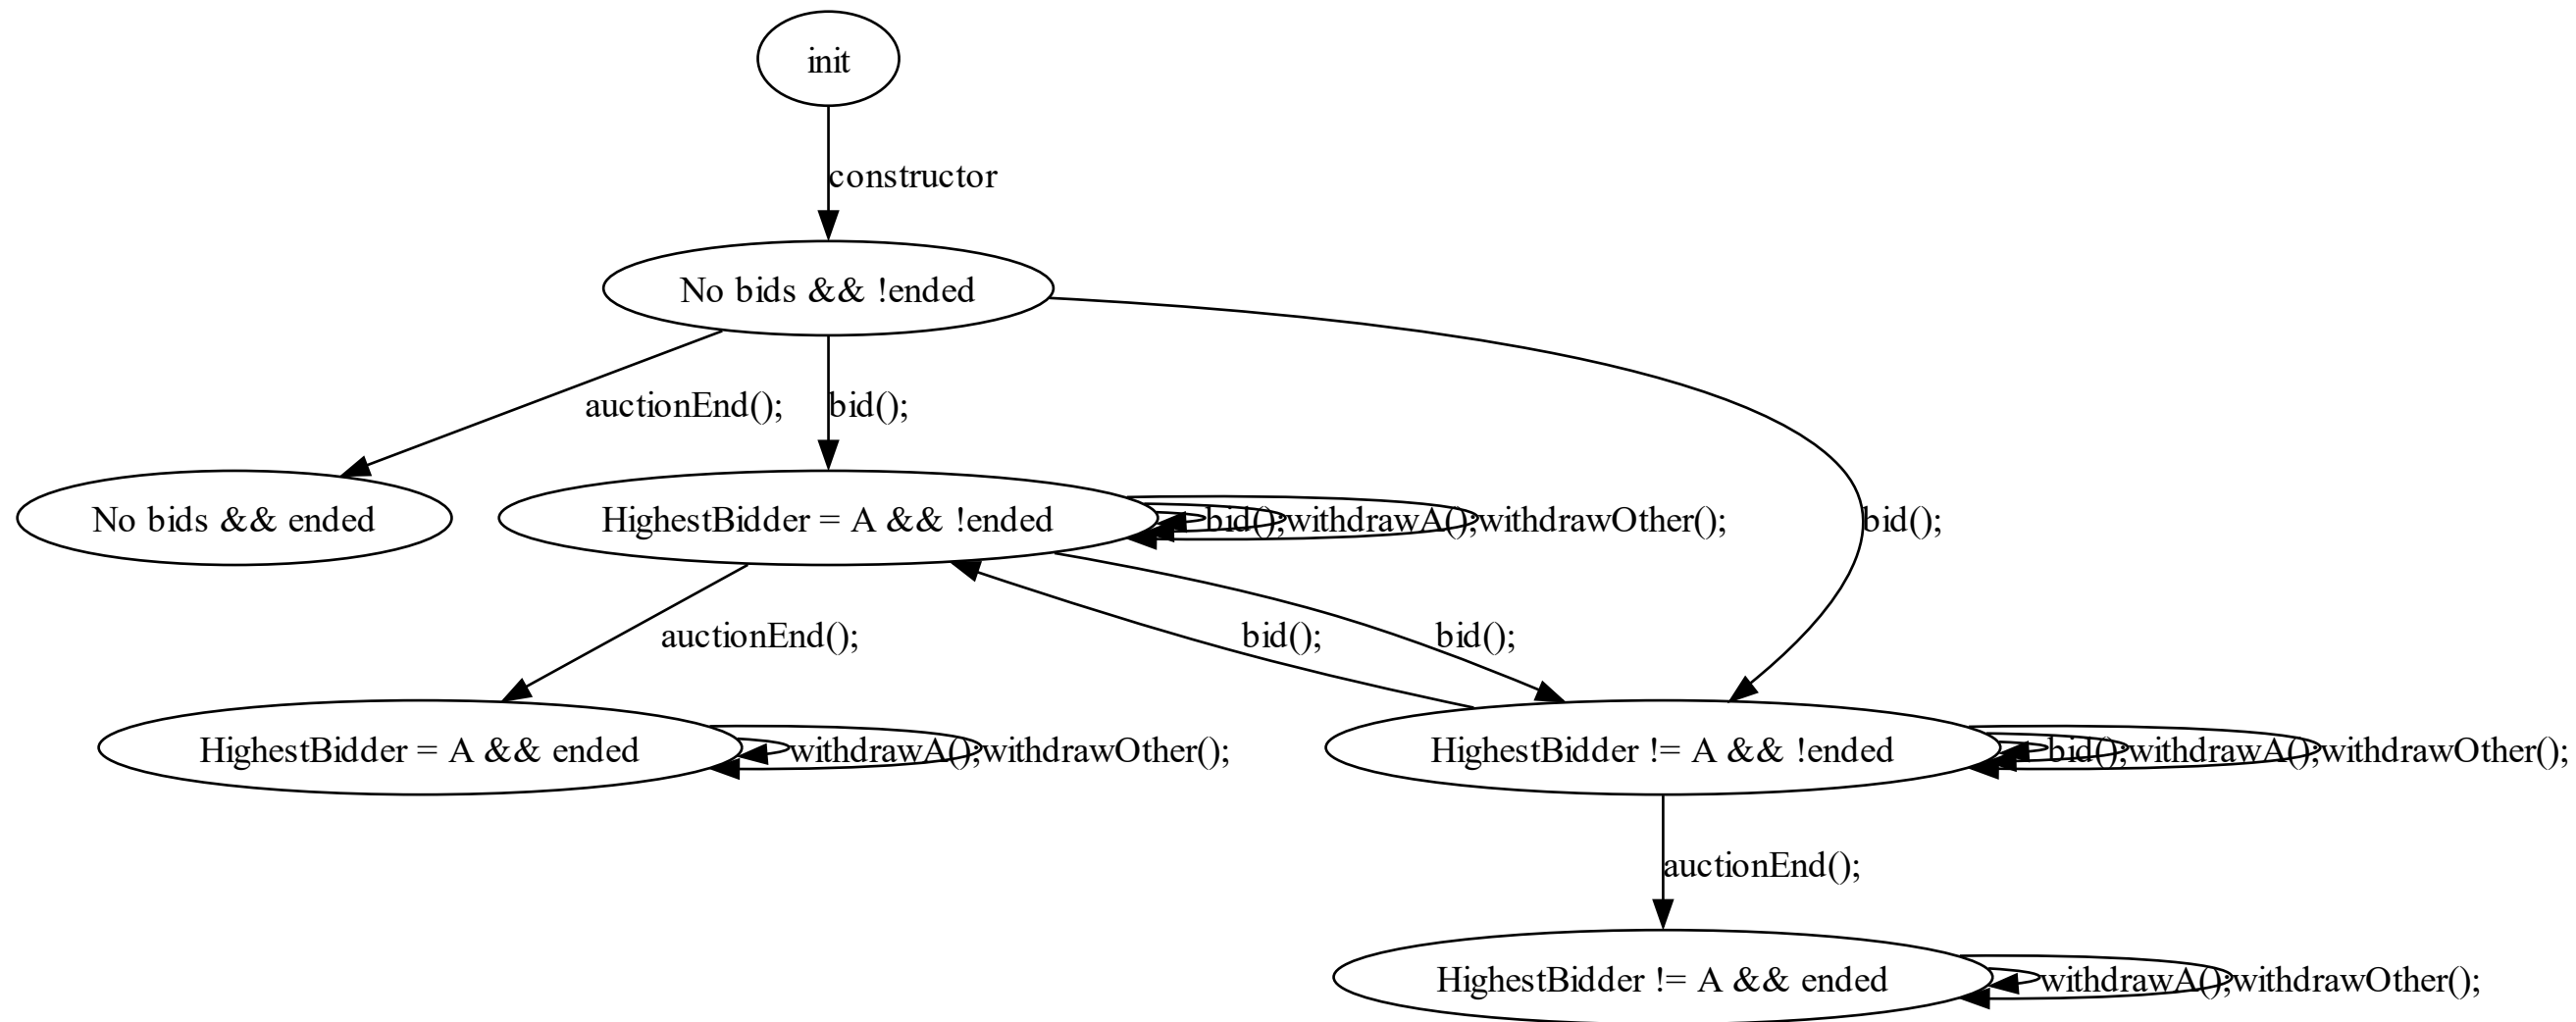 init
constructor
No bids && !ended
auctionEnd();
bid();
No bids && ended
HighestBidder = A && !ended
bid();
withdrawA();
withdrawOther();
bid();
auctionEnd();
bid();
bid();
HighestBidder = A && ended
withdrawA();
withdrawOther();
HighestBidder != A && !ended
bid();
withdrawA();
withdrawOther();
auctionEnd();
HighestBidder != A && ended
withdrawA();
withdrawOther();